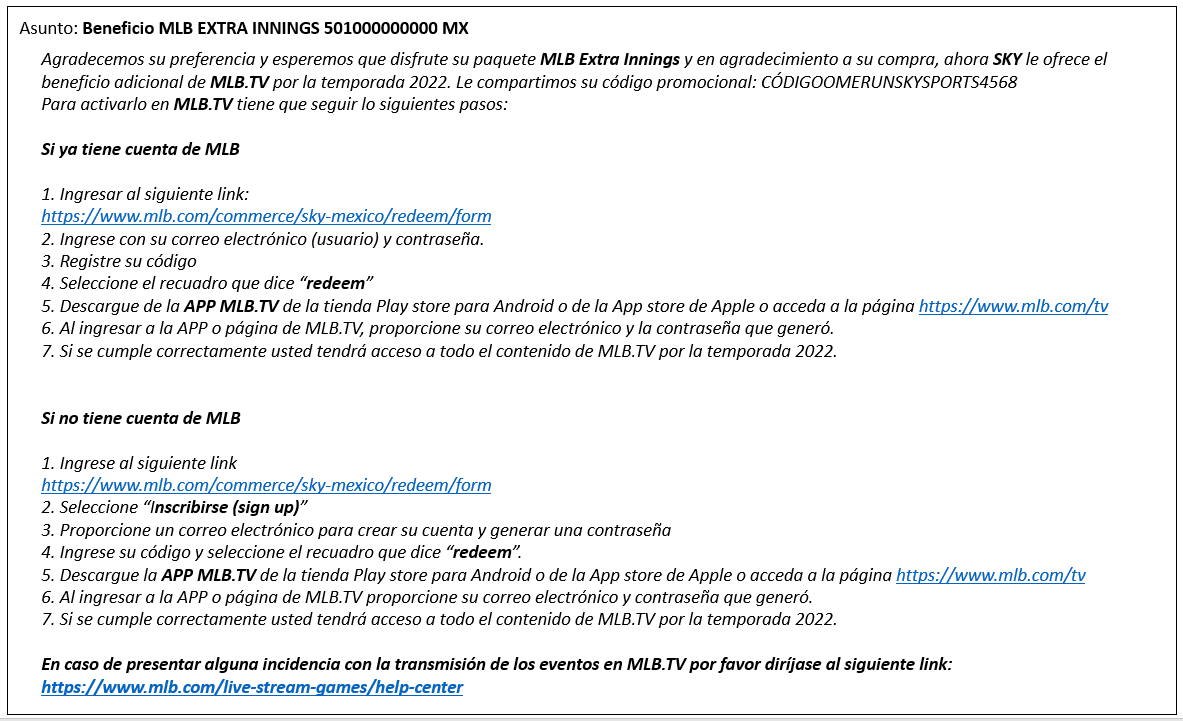 Asunto: Beneficio MLB EXTRA INNINGS 501000000000 MX
Agradecemos su preferencia y esperemos que disfrute su paquete MLB Extra Innings y en agradecimiento a su compra, ahora SKY le ofrece el
beneficio adicional de MLB.TV por la temporada 2022. Le compartimos su código promocional: CÓDIGOOMERUNSKYSPORTS4568
Para activarlo en MLB.TV tiene que seguir lo siguientes pasos:
Si ya tiene cuenta de MLB
1. Ingresar al siguiente link:
https://www.mlb.com/commerce/sky-mexico/redeem/form
2. Ingrese con su correo electrónico (usuario) y contraseña.
3. Registre su código
4. Seleccione el recuadro que dice “redeem”
5. Descargue de la APP MLB.TV de la tienda Play store para Android o de la App store de Apple o acceda a la página https://www.mlb.com/tv
6. Al ingresar a la APP o página de MLB.TV, proporcione su correo electrónico y la contraseña que generó.
7. Si se cumple correctamente usted tendrá acceso a todo el contenido de MLB.TV por la temporada 2022.
Si no tiene cuenta de MLB
1. Ingrese al siguiente link
https://www.mlb.com/commerce/sky-mexico/redeem/form
2. Seleccione “Inscribirse (sign up)”
3. Proporcione un correo electrónico para crear su cuenta y generar una contraseña
4. Ingrese su código y seleccione el recuadro que dice “redeem”.
5. Descargue la APP MLB.TV de la tienda Play store para Android o de la App store de Apple o acceda a la página https://www.mlb.com/tv
6. Al ingresar a la APP o página de MLB.TV proporcione su correo electrónico y contraseña que generó.
7. Si se cumple correctamente usted tendrá acceso a todo el contenido de MLB.TV por la temporada 2022.
En caso de presentar alguna incidencia con la transmisión de los eventos en MLB.TV por favor diríjase al siguiente link:
https://www.mlb.com/live-stream-games/help-center